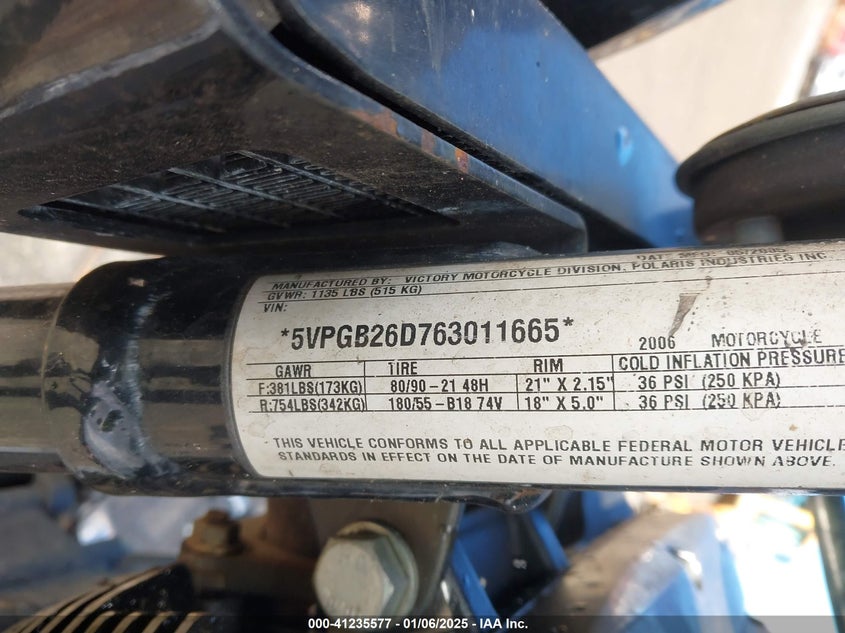 MANUFACTURED BY: VICTORY MOTORCYCLE DIVISION, POLARIS INDUSTRIES INC
GVWR: 1135 LBS (515 KG)
VIN:
*5VPGB26D763011665*
2006 MOTORCYCLE
GAWR TIRE RIM COLD INFLATION PRESSURE
F:381LBS(173KG) 80/90-21 48H 21" X 2.15" 36 PSI (250 KPA)
R:754LBS(342KG) 180/55-B18 74V 18" X 5.0" 36 PSI (250 KPA)
THIS VEHICLE CONFORMS TO ALL APPLICABLE FEDERAL MOTOR VEHICLE
STANDARDS IN EFFECT ON THE DATE OF MANUFACTURE SHOWN ABOVE.
000-41235577 - 01/06/2025 - IAA Inc.